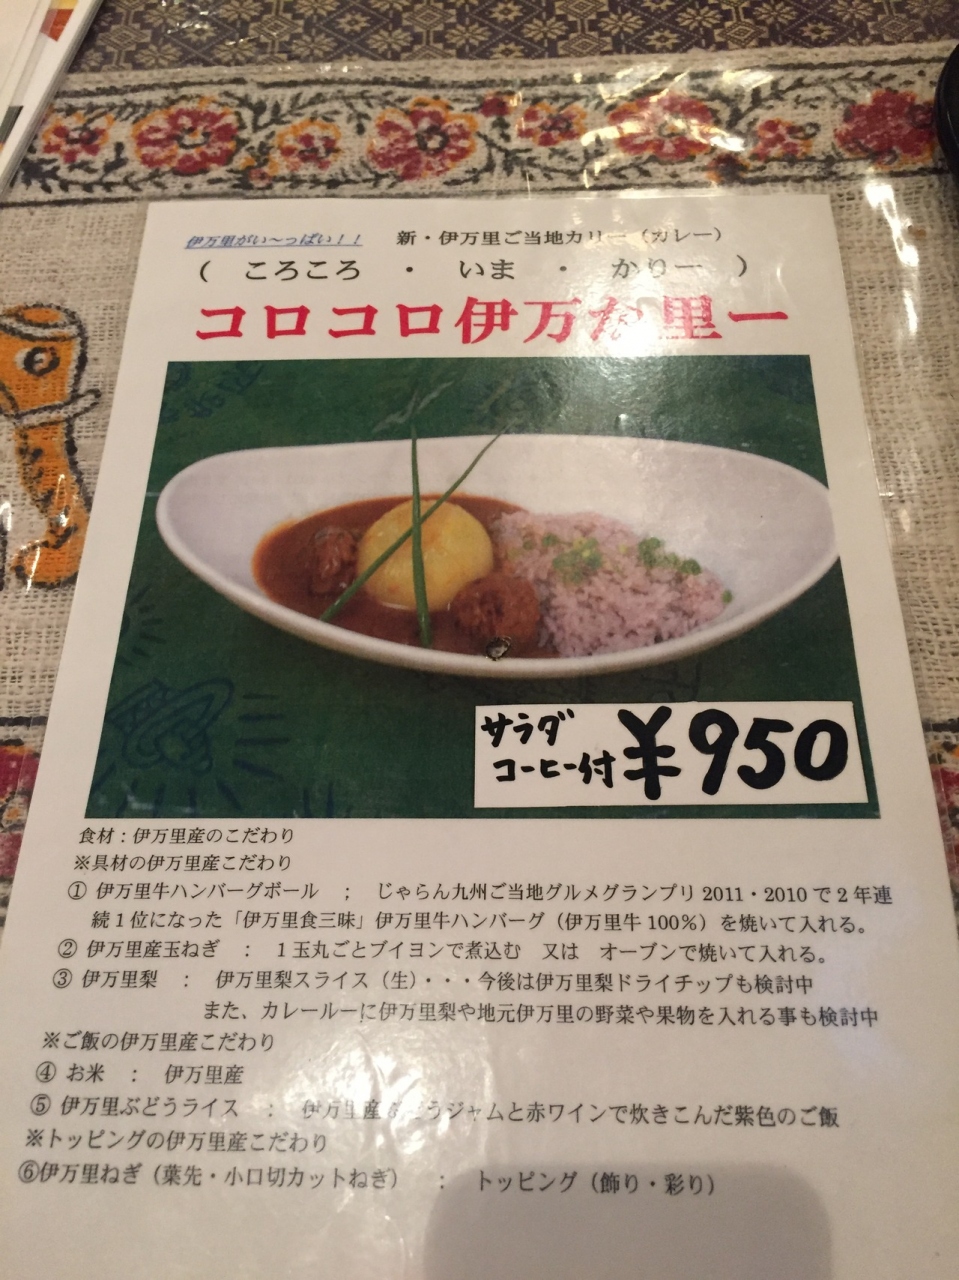 伊万里がい～っぱい！！　新・伊万里ご当地カリー（カレー）
（　ころころ　・　いま　・　かりー　）
コロコロ伊万か里ー
サラダ
コーヒー付 ¥950
食材：伊万里産のこだわり
※具材の伊万里産こだわり
① 伊万里牛ハンバーグボール　；　じゃらん九州ご当地グルメグランプリ 2011・2010 で 2 年連
続 1 位になった「伊万里食三昧」伊万里牛ハンバーグ（伊万里牛 100%）を焼いて入れる。
② 伊万里産玉ねぎ　：　1 玉丸ごとブイヨンで煮込む　又は　オーブンで焼いて入れる。
③ 伊万里梨　：　伊万里梨スライス（生）・・・今後は伊万里梨ドライチップも検討中
また、カレールーに伊万里梨や地元伊万里の野菜や果物を入れる事も検討中
※ご飯の伊万里産こだわり
④ お米　：　伊万里産
⑤ 伊万里ぶどうライス　：　伊万里産ぶどうジャムと赤ワインで炊きこんだ紫色のご飯
※トッピングの伊万里産こだわり
⑥伊万里ねぎ（葉先・小口切カットねぎ）　：　トッピング（飾り・彩り）